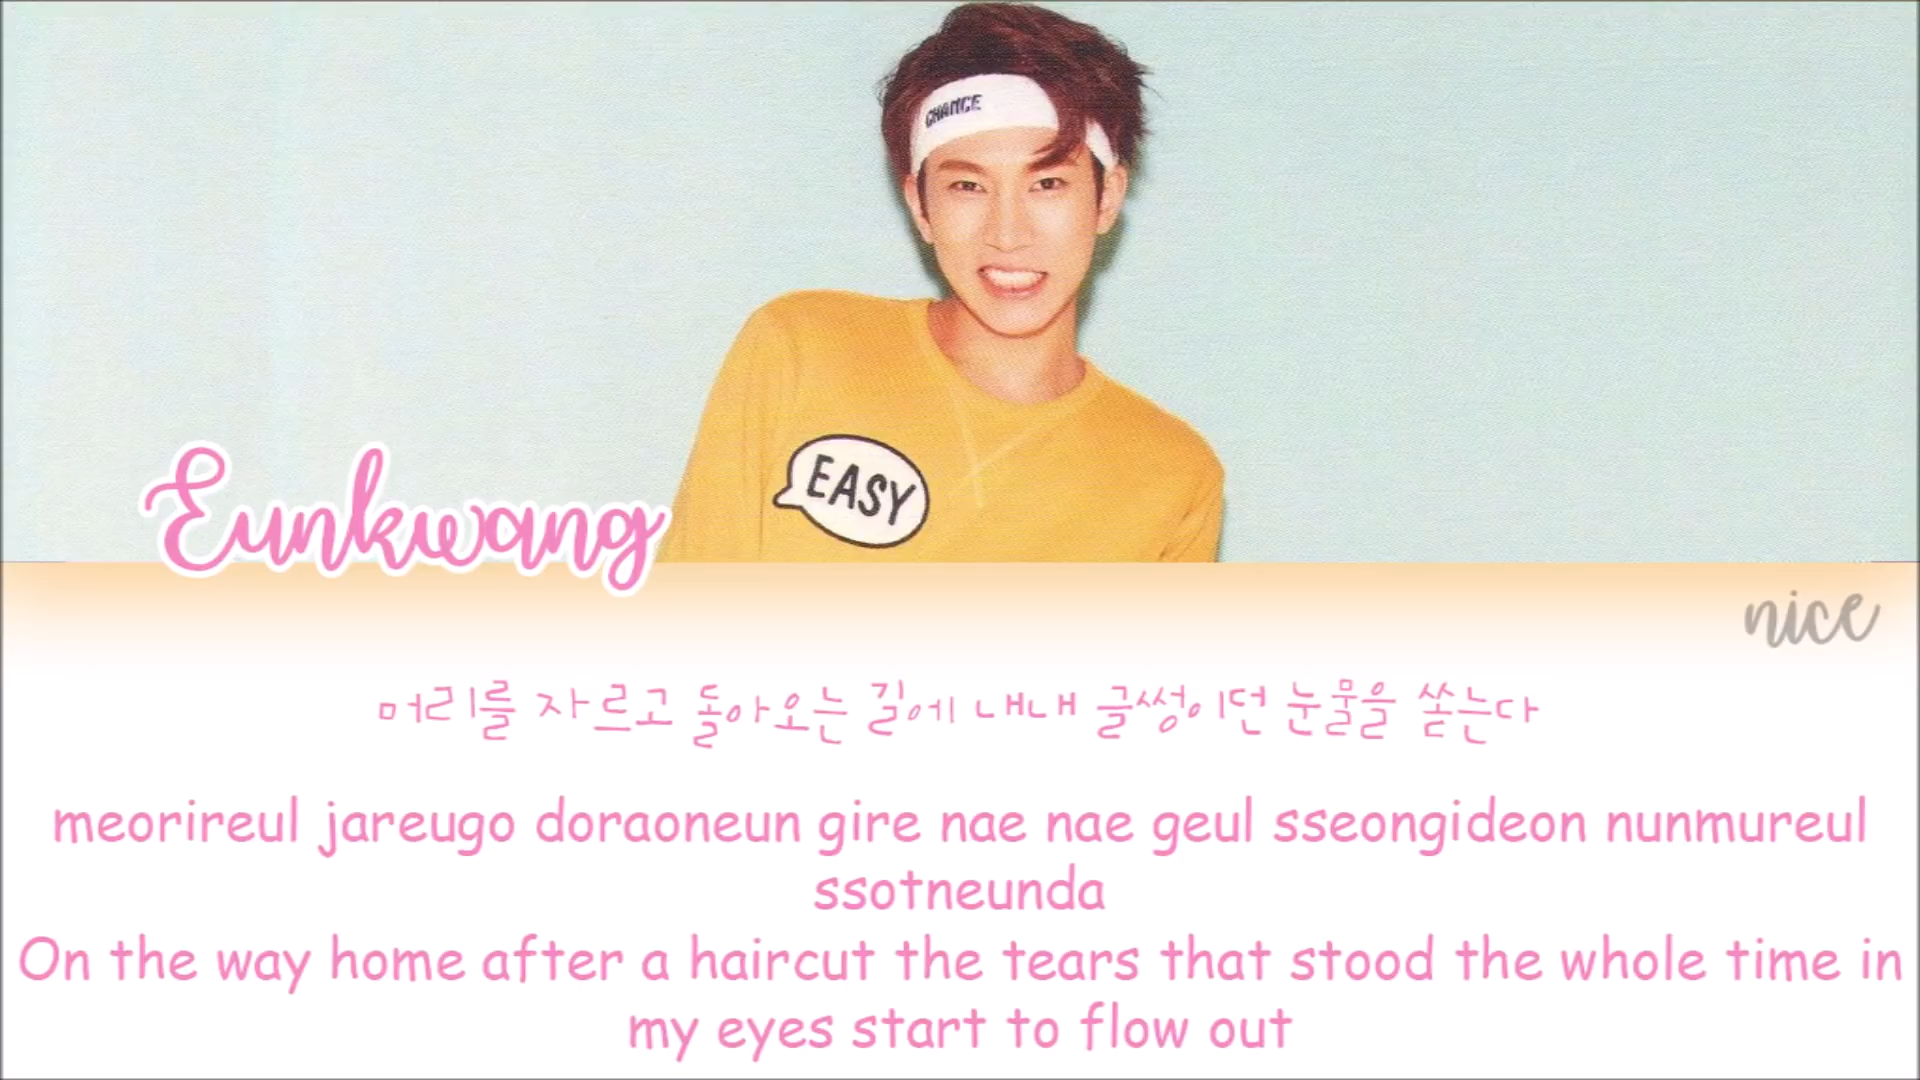 CHANGE
EASY
Eunkwang
nice
머리를 자르고 돌아오는 길에 내내 글썽이던 눈물을 쏟는다
meorireul jareugo doraoneun gire nae nae geul sseongideon nunmureul
ssotneunda
On the way home after a haircut the tears that stood the whole time in
my eyes start to flow out